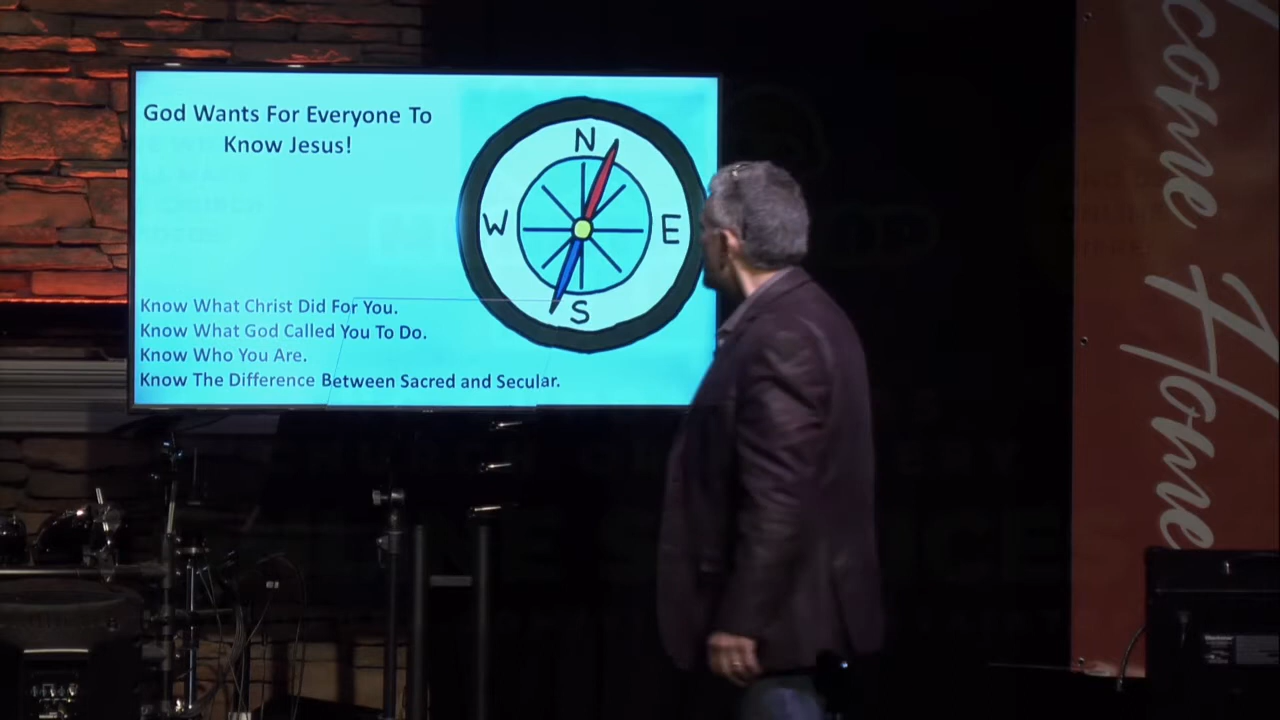 God Wants For Everyone To
Know Jesus!
N
W
E
S
Know What Christ Did For You.
Know What God Called You To Do.
Know Who You Are.
Know The Difference Between Sacred and Secular.
come Home